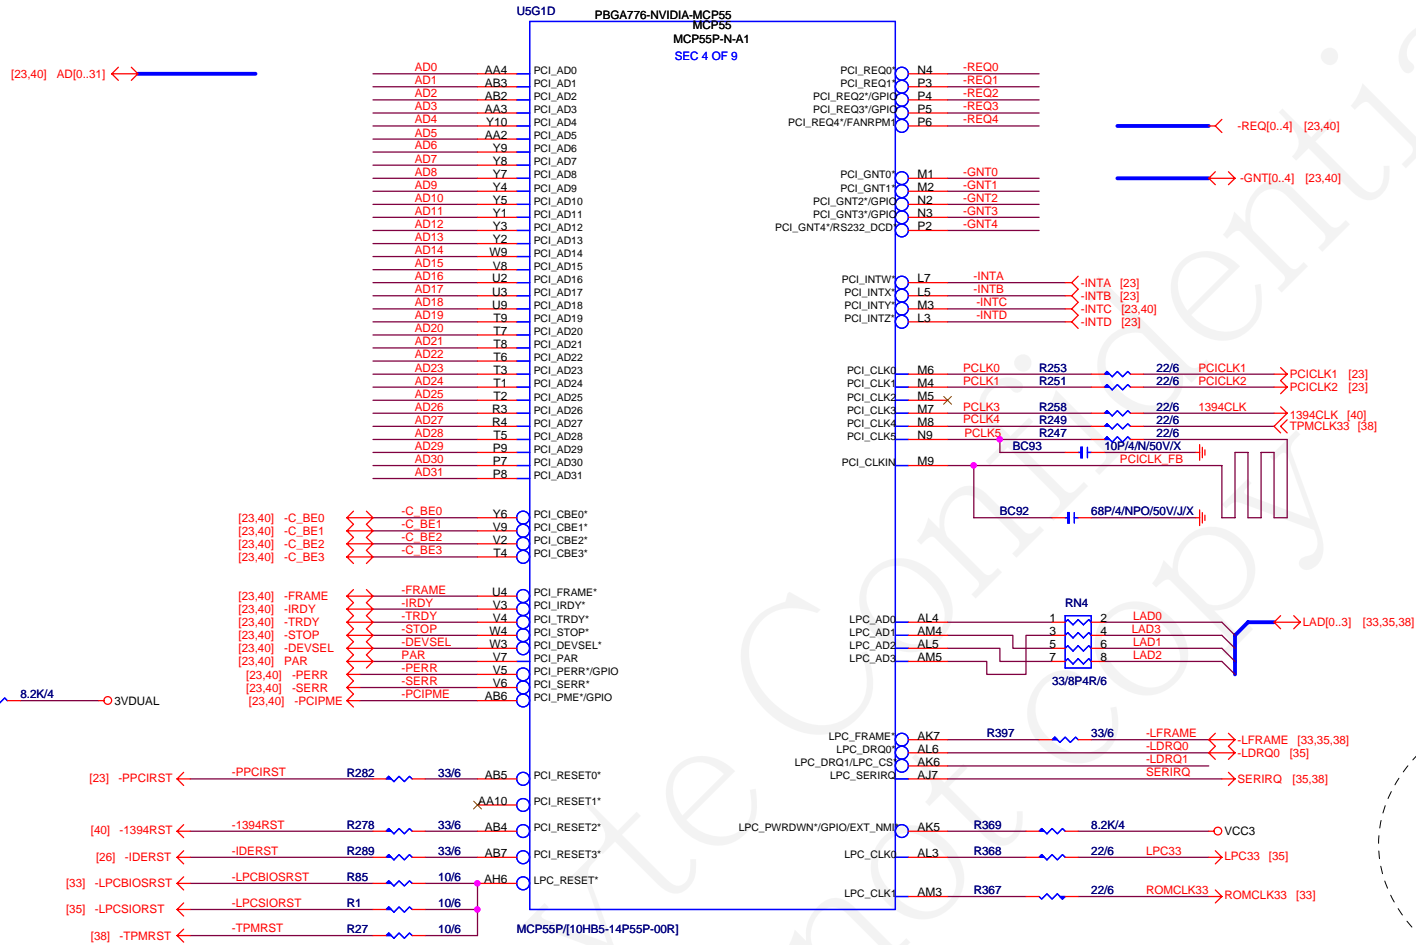 U5G1D
PBGA776-NVIDIA-MCP55
MCP55
MCP55P-N-A1
SEC 4 OF 9
[23,40] AD[0..31]
AD0 AA4 PCI_AD0
AD1 AB3 PCI_AD1
AD2 AB2 PCI_AD2
AD3 AA3 PCI_AD3
AD4 Y10 PCI_AD4
AD5 AA2 PCI_AD5
AD6 Y9 PCI_AD6
AD7 Y8 PCI_AD7
AD8 Y7 PCI_AD8
AD9 Y4 PCI_AD9
AD10 Y5 PCI_AD10
AD11 Y1 PCI_AD11
AD12 Y3 PCI_AD12
AD13 Y2 PCI_AD13
AD14 W9 PCI_AD14
AD15 V8 PCI_AD15
AD16 U2 PCI_AD16
AD17 U3 PCI_AD17
AD18 U9 PCI_AD18
AD19 T9 PCI_AD19
AD20 T7 PCI_AD20
AD21 T8 PCI_AD21
AD22 T6 PCI_AD22
AD23 T3 PCI_AD23
AD24 T1 PCI_AD24
AD25 T2 PCI_AD25
AD26 R3 PCI_AD26
AD27 R4 PCI_AD27
AD28 T5 PCI_AD28
AD29 P9 PCI_AD29
AD30 P7 PCI_AD30
AD31 P8 PCI_AD31
[23,40] -C_BE0 -C_BE0 Y6 PCI_CBE0*
[23,40] -C_BE1 -C_BE1 V9 PCI_CBE1*
[23,40] -C_BE2 -C_BE2 V2 PCI_CBE2*
[23,40] -C_BE3 -C_BE3 T4 PCI_CBE3*
[23,40] -FRAME -FRAME U4 PCI_FRAME*
[23,40] -IRDY -IRDY V3 PCI_IRDY*
[23,40] -TRDY -TRDY V4 PCI_TRDY*
[23,40] -STOP -STOP W4 PCI_STOP*
[23,40] -DEVSEL -DEVSEL W3 PCI_DEVSEL*
[23,40] PAR PAR V7 PCI_PAR
[23,40] -PERR -PERR V5 PCI_PERR*/GPIO
[23,40] -SERR -SERR V6 PCI_SERR*
[23,40] -PCIPME -PCIPME AB6 PCI_PME*/GPIO
8.2K/4 3VDUAL
[23] -PPCIRST -PPCIRST R282 33/6 AB5 PCI_RESET0*
AA10 PCI_RESET1*
[40] -1394RST -1394RST R278 33/6 AB4 PCI_RESET2*
[26] -IDERST -IDERST R289 33/6 AB7 PCI_RESET3*
[33] -LPCBIOSRST -LPCBIOSRST R85 10/6 AH6 LPC_RESET*
[35] -LPCSIORST -LPCSIORST R1 10/6
[38] -TPMRST -TPMRST R27 10/6
MCP55P/[10HB5-14P55P-00R]
PCI_REQ0* N4 -REQ0
PCI_REQ1* P3 -REQ1
PCI_REQ2*/GPIO P4 -REQ2
PCI_REQ3*/GPIO P5 -REQ3
PCI_REQ4*/FANRPM1 P6 -REQ4
-REQ[0..4] [23,40]
PCI_GNT0* M1 -GNT0
PCI_GNT1* M2 -GNT1
PCI_GNT2*/GPIO N2 -GNT2
PCI_GNT3*/GPIO N3 -GNT3
PCI_GNT4*/RS232_DCD* P2 -GNT4
-GNT[0..4] [23,40]
PCI_INTW* L7 -INTA -INTA [23]
PCI_INTX* L5 -INTB -INTB [23]
PCI_INTY* M3 -INTC -INTC [23,40]
PCI_INTZ* L3 -INTD -INTD [23]
PCI_CLK0 M6 PCLK0 R253 22/6 PCICLK1 PCICLK1 [23]
PCI_CLK1 M4 PCLK1 R251 22/6 PCICLK2 PCICLK2 [23]
PCI_CLK2 M5
PCI_CLK3 M7 PCLK3 R258 22/6 1394CLK 1394CLK [40]
PCI_CLK4 M8 PCLK4 R249 22/6 TPMCLK33 [38]
PCI_CLK5 N9 PCLK5 R247 22/6
BC93 10P/4/N/50V/X
PCI_CLKIN M9 PCICLK_FB
BC92 68P/4/NPO/50V/J/X
RN4
LPC_AD0 AL4 1 2 LAD0 LAD[0..3] [33,35,38]
LPC_AD1 AM4 3 4 LAD3
LPC_AD2 AL5 5 6 LAD1
LPC_AD3 AM5 7 8 LAD2
33/8P4R/6
LPC_FRAME* AK7 R397 33/6 -LFRAME -LFRAME [33,35,38]
LPC_DRQ0* AL6 -LDRQ0 -LDRQ0 [35]
LPC_DRQ1/LPC_CS* AK6 -LDRQ1
LPC_SERIRQ AJ7 SERIRQ SERIRQ [35,38]
LPC_PWRDWN*/GPIO/EXT_NMI* AK5 R369 8.2K/4 VCC3
LPC_CLK0 AL3 R368 22/6 LPC33 LPC33 [35]
LPC_CLK1 AM3 R367 22/6 ROMCLK33 ROMCLK33 [33]